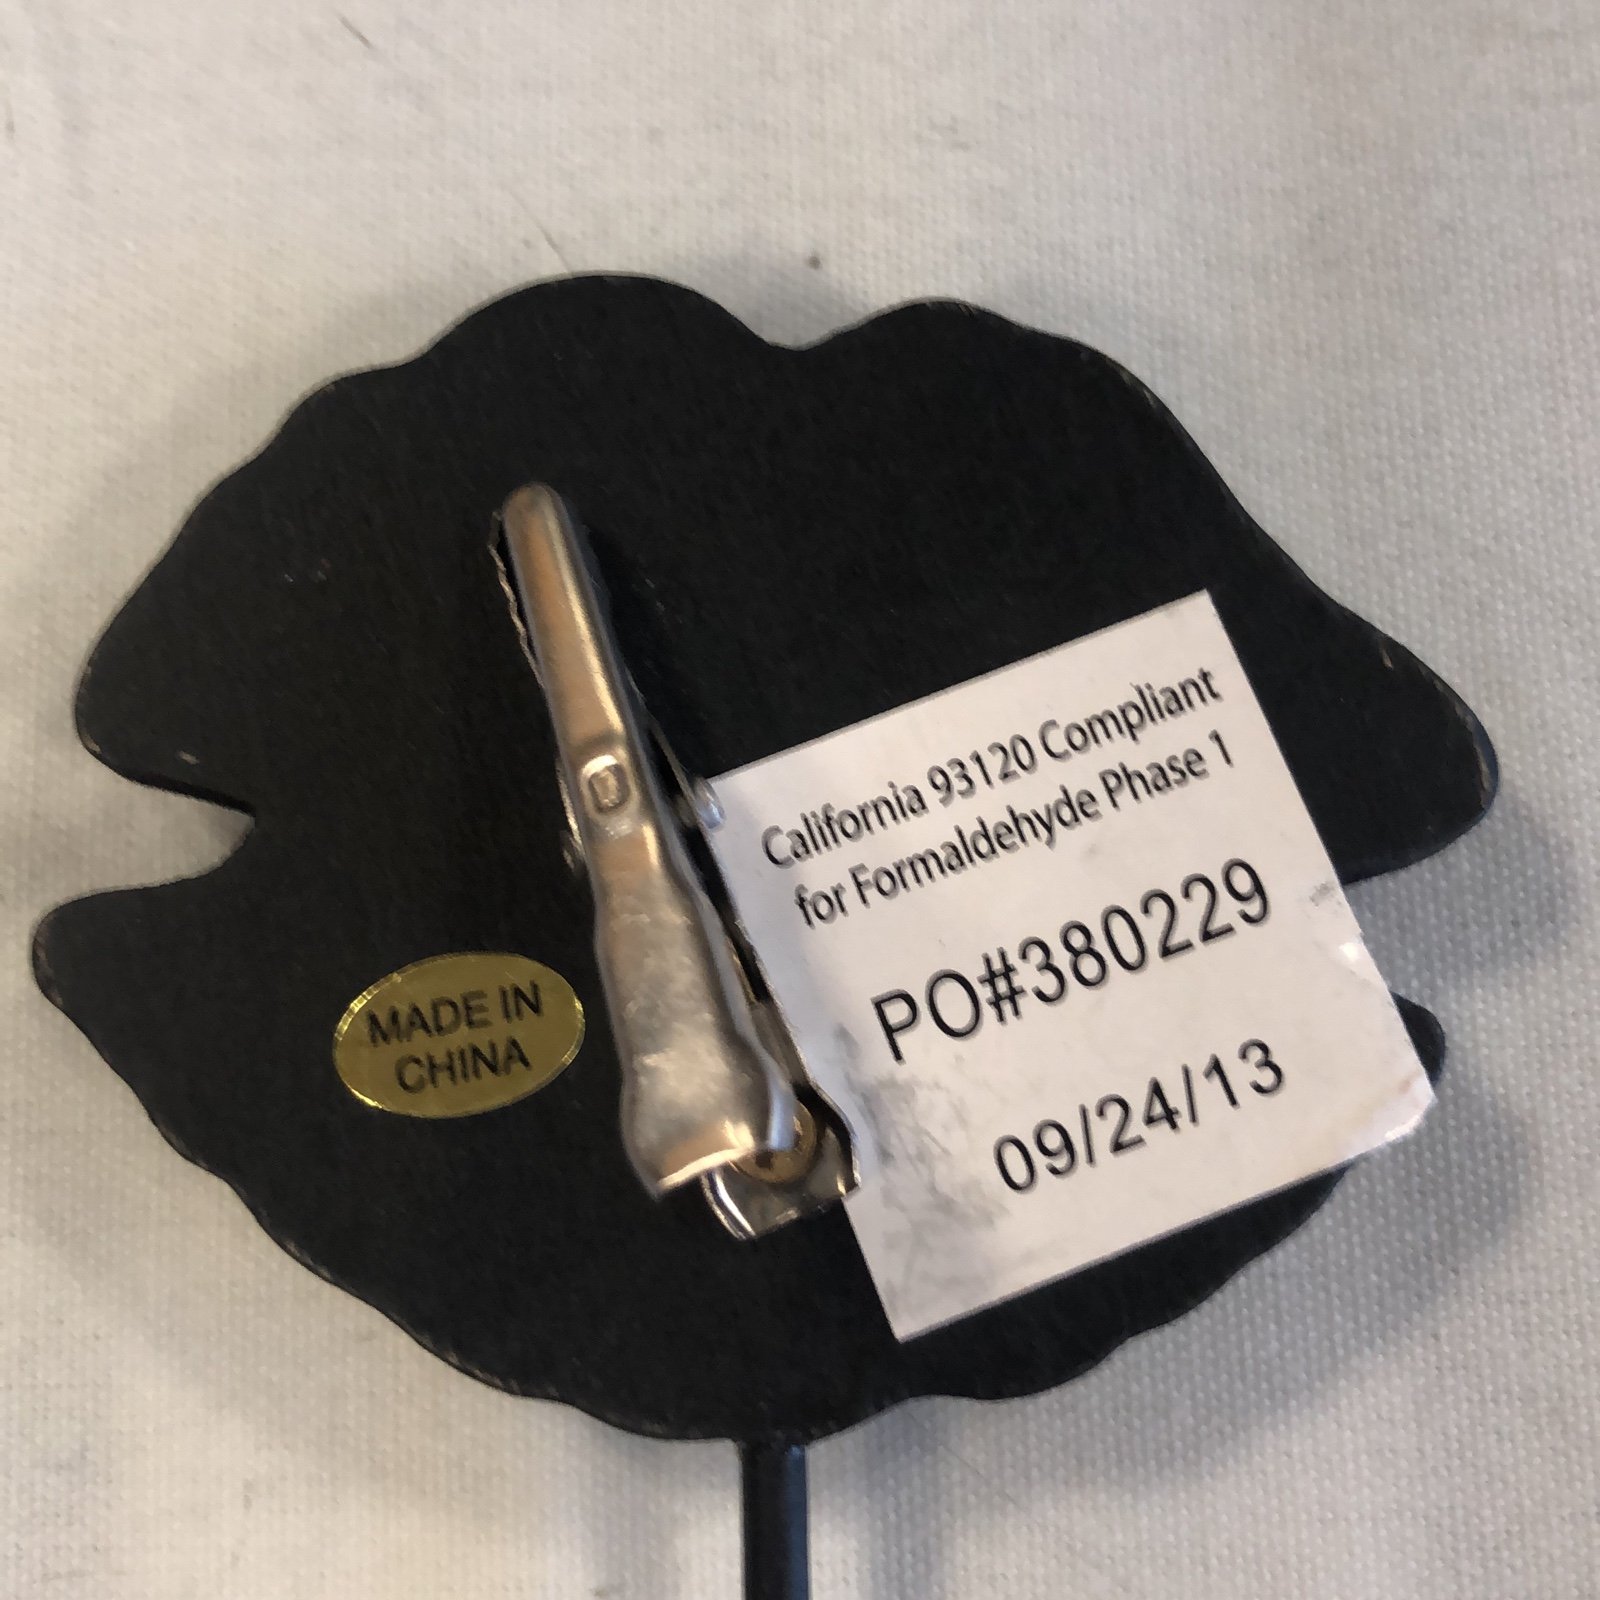 California 93120 Compliant
for Formaldehyde Phase 1
PO#380229
09/24/13
MADE IN
CHINA